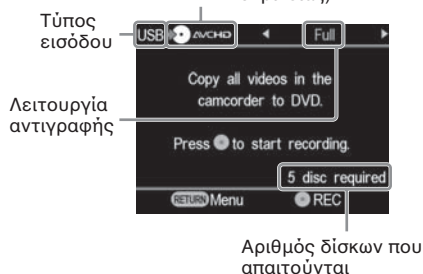 Τύπος
εισόδου
USB AVCHD Full
Copy all videos in the
camcorder to DVD.
Λειτουργία
αντιγραφής
Press to start recording.
5 disc required
RETURN Menu REC
Αριθμός δίσκων που
απαιτούνται